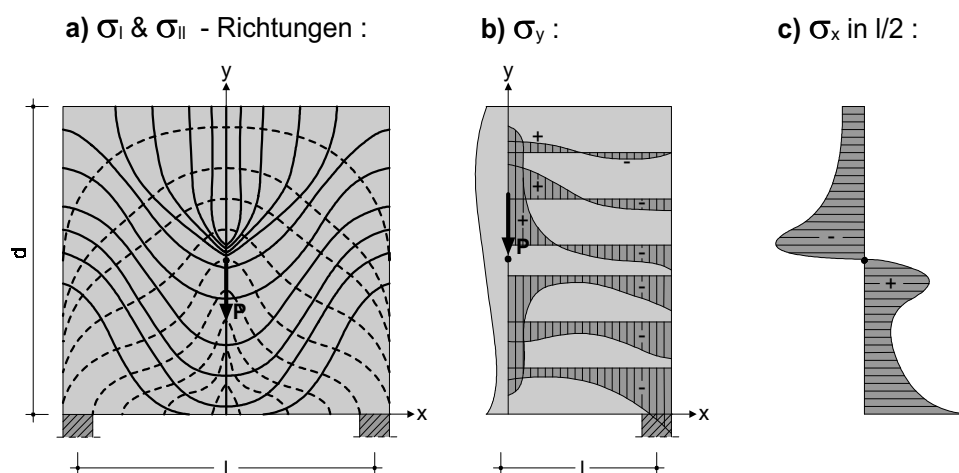 a) σI & σII - Richtungen :
b) σy :
c) σx in l/2 :
y
y
d
P
x
l
+
-
+
-
+
-
P
-
-
-
x
l
-
+